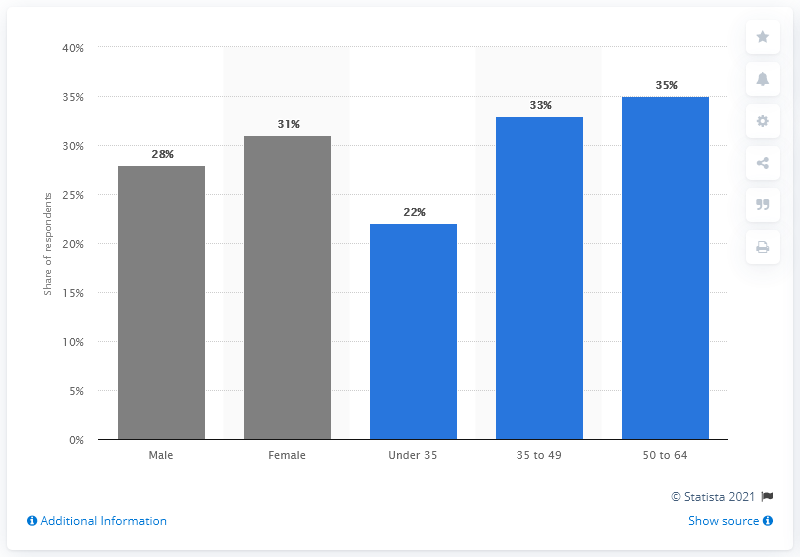 40%
35%
30%
25%
20%
15%
10%
5%
0%
Share of respondents
28%
31%
22%
33%
35%
Male
Female
Under 35
35 to 49
50 to 64
© Statista 2021
Additional Information
Show source